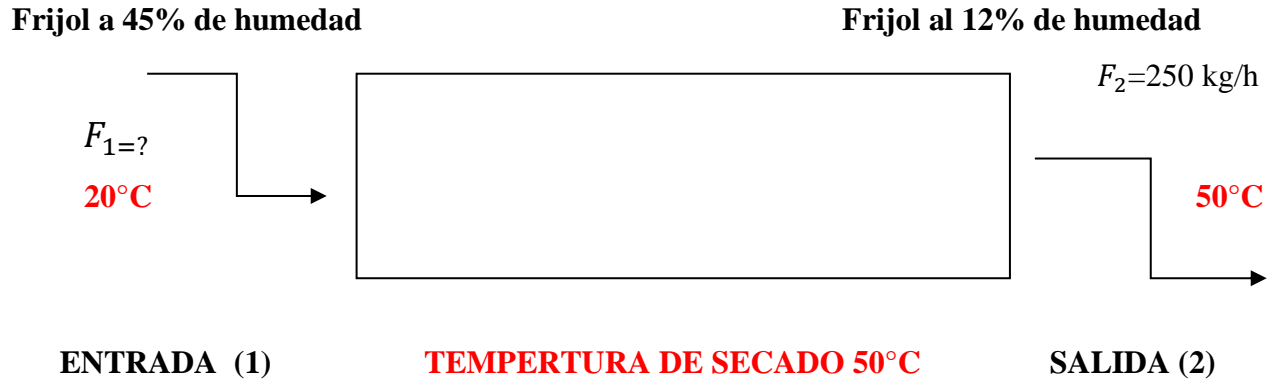 Frijol a 45% de humedad
Frijol al 12% de humedad
F₂=250 kg/h
F₁₌?
20°C
50°C
ENTRADA (1)
TEMPERTURA DE SECADO 50°C
SALIDA (2)